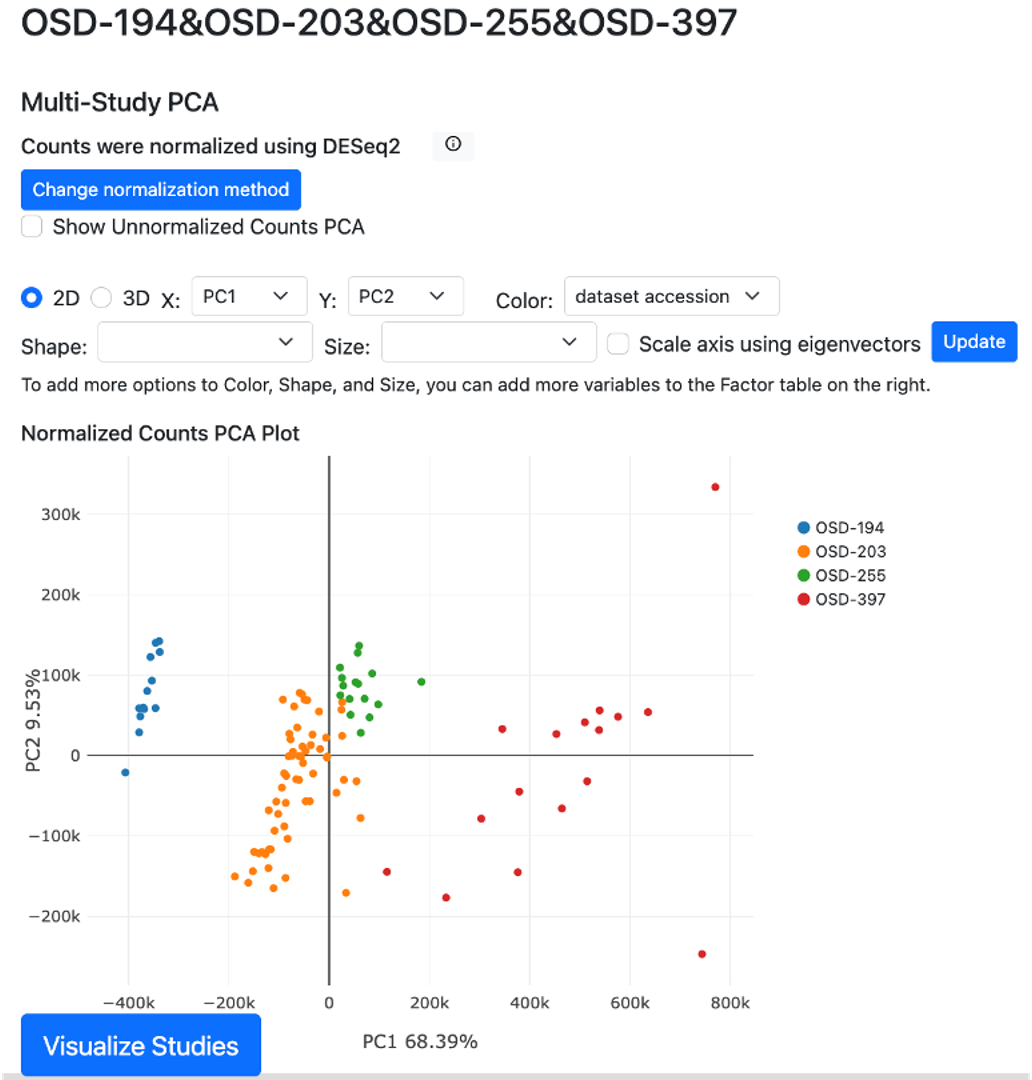 OSD-194&OSD-203&OSD-255&OSD-397
Multi-Study PCA
Counts were normalized using DESeq2
Change normalization method
Show Unnormalized Counts PCA
2D 3D X: PC1 Y: PC2 Color: dataset accession
Shape: Size: Scale axis using eigenvectors Update
To add more options to Color, Shape, and Size, you can add more variables to the Factor table on the right.
Normalized Counts PCA Plot
300k
200k
100k
0
−100k
−200k
PC2 9.53%
OSD-194
OSD-203
OSD-255
OSD-397
−400k −200k 0 200k 400k 600k 800k
PC1 68.39%
Visualize Studies